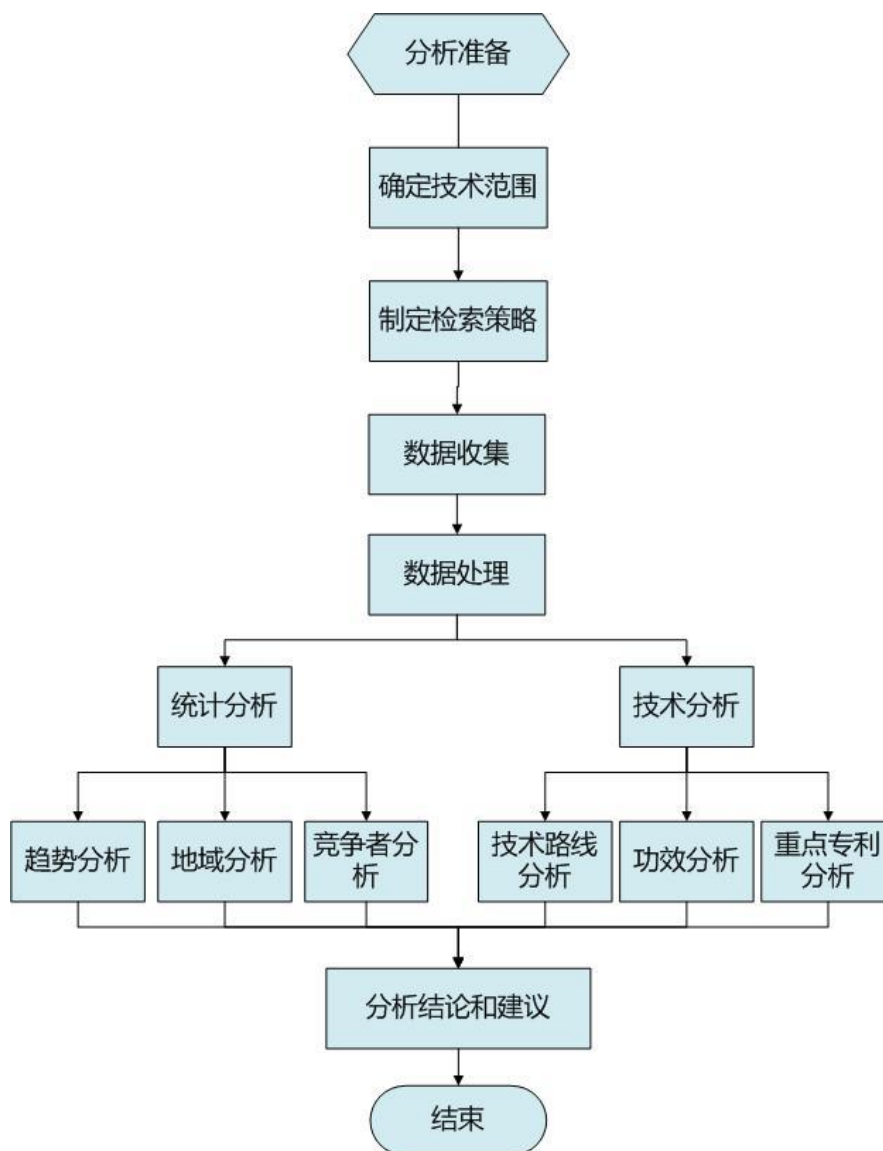 分析准备
确定技术范围
制定检索策略
数据收集
数据处理
统计分析
技术分析
趋势分析
地域分析
竞争者分
析
技术路线
分析
功效分析
重点专利
分析
分析结论和建议
结束